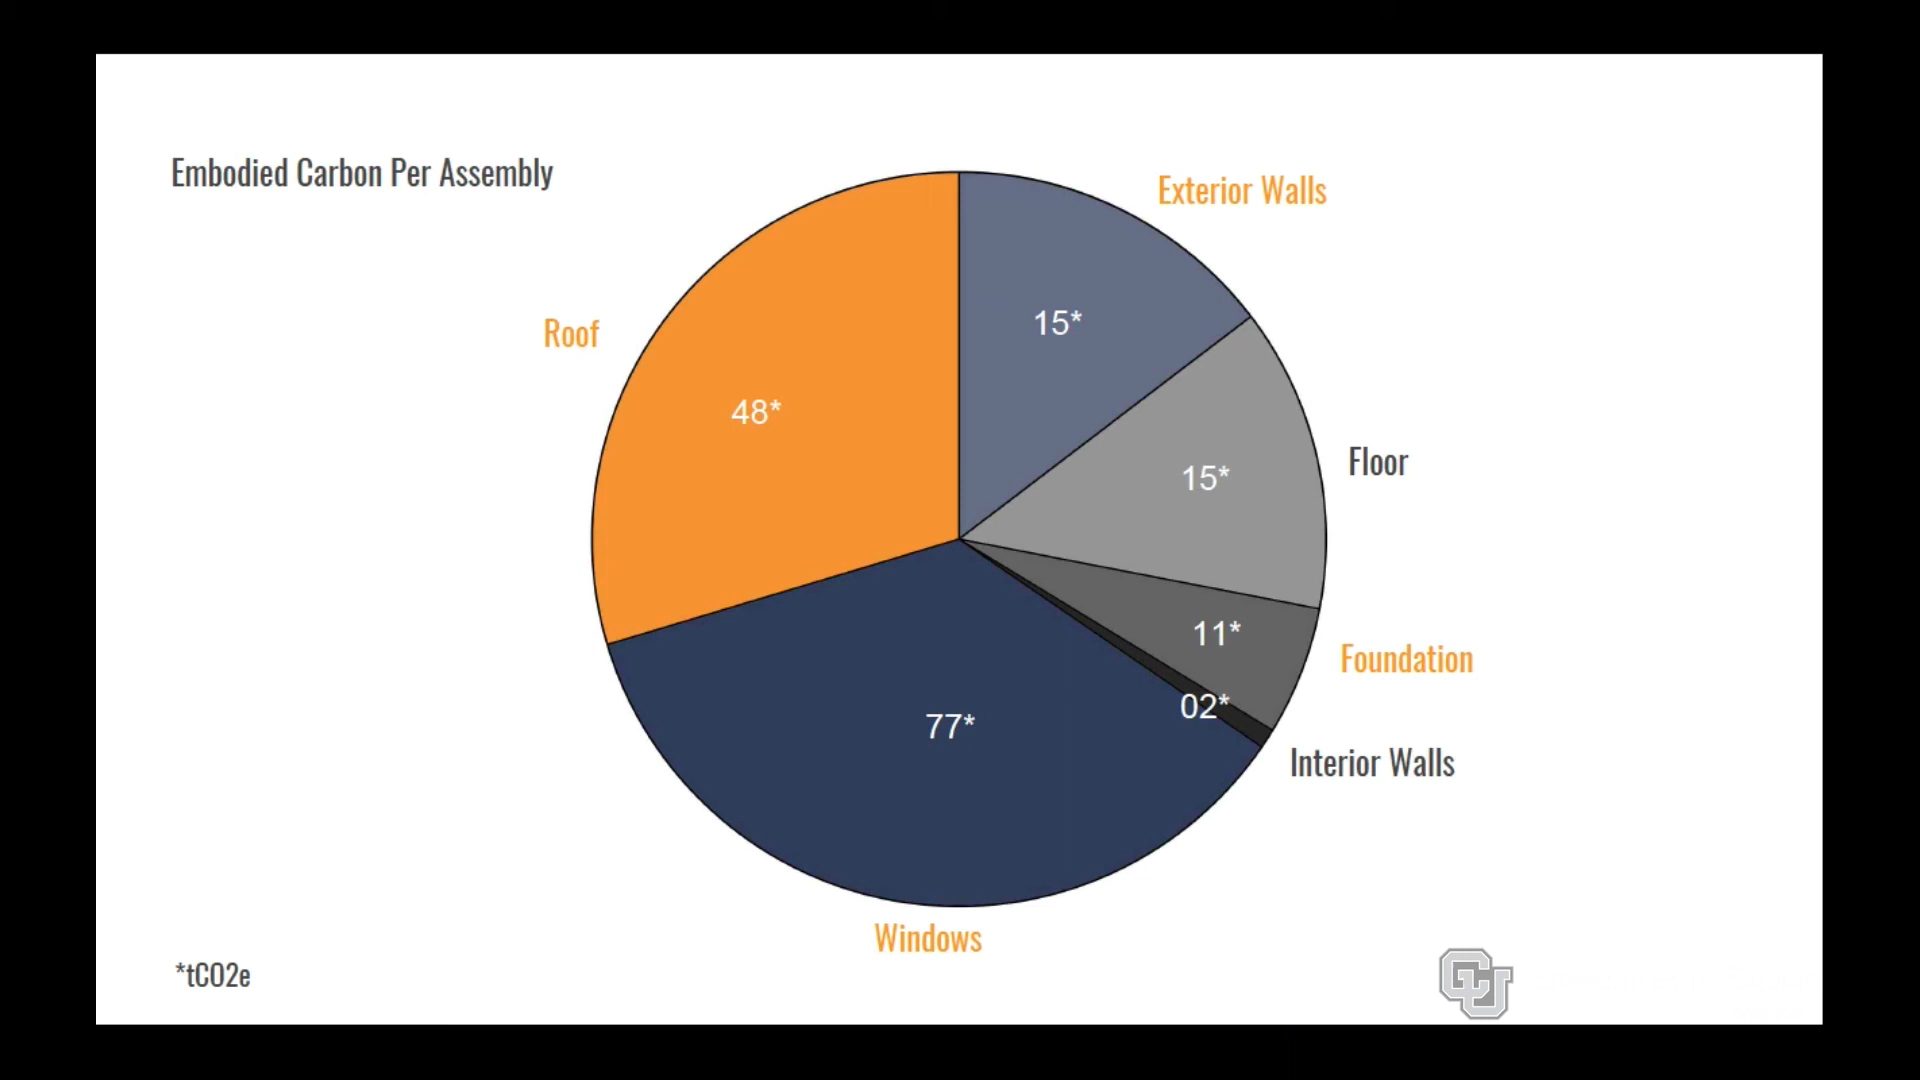 Embodied Carbon Per Assembly
Exterior Walls
Roof
15*
48*
Floor
15*
11*
Foundation
02*
77*
Interior Walls
Windows
*tCO2e
CU